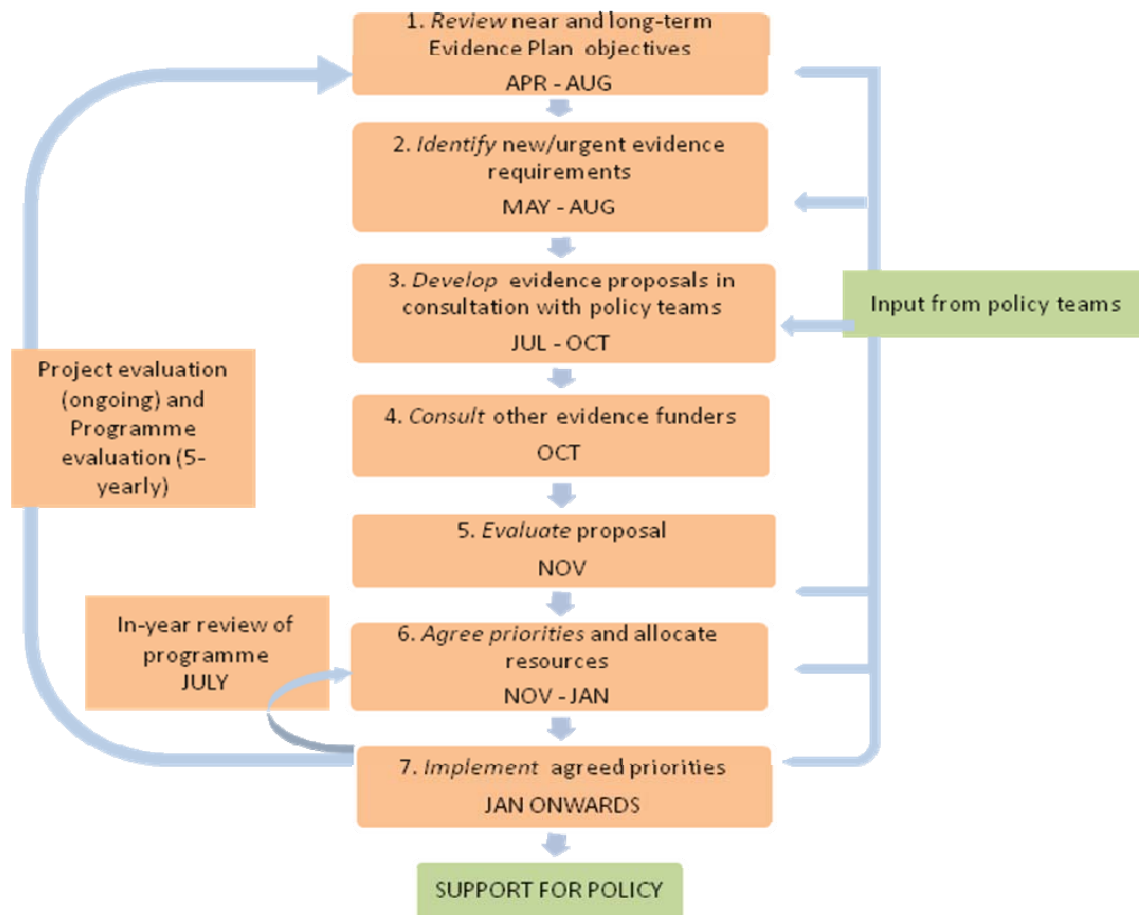 1. Review near and long-term
Evidence Plan objectives
APR - AUG
2. Identify new/urgent evidence
requirements
MAY - AUG
3. Develop evidence proposals in
consultation with policy teams
JUL - OCT
Input from policy teams
Project evaluation
(ongoing) and
Programme
evaluation (5-
yearly)
4. Consult other evidence funders
OCT
5. Evaluate proposal
NOV
In-year review of
programme
JULY
6. Agree priorities and allocate
resources
NOV - JAN
7. Implement agreed priorities
JAN ONWARDS
SUPPORT FOR POLICY